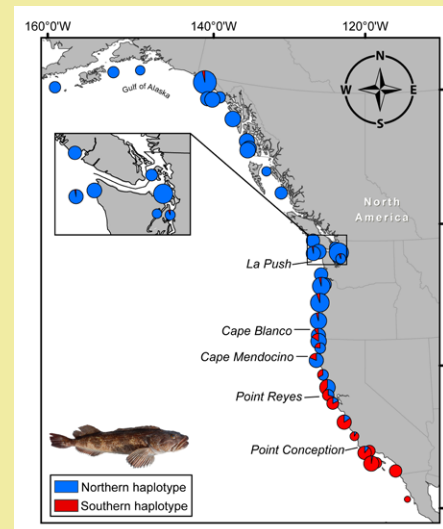 160°0'W
140°0'W
120°0'W
Gulf of Alaska
N
W E
S
North
America
La Push
Cape Blanco
Cape Mendocino
Point Reyes
Point Conception
Northern haplotype
Southern haplotype